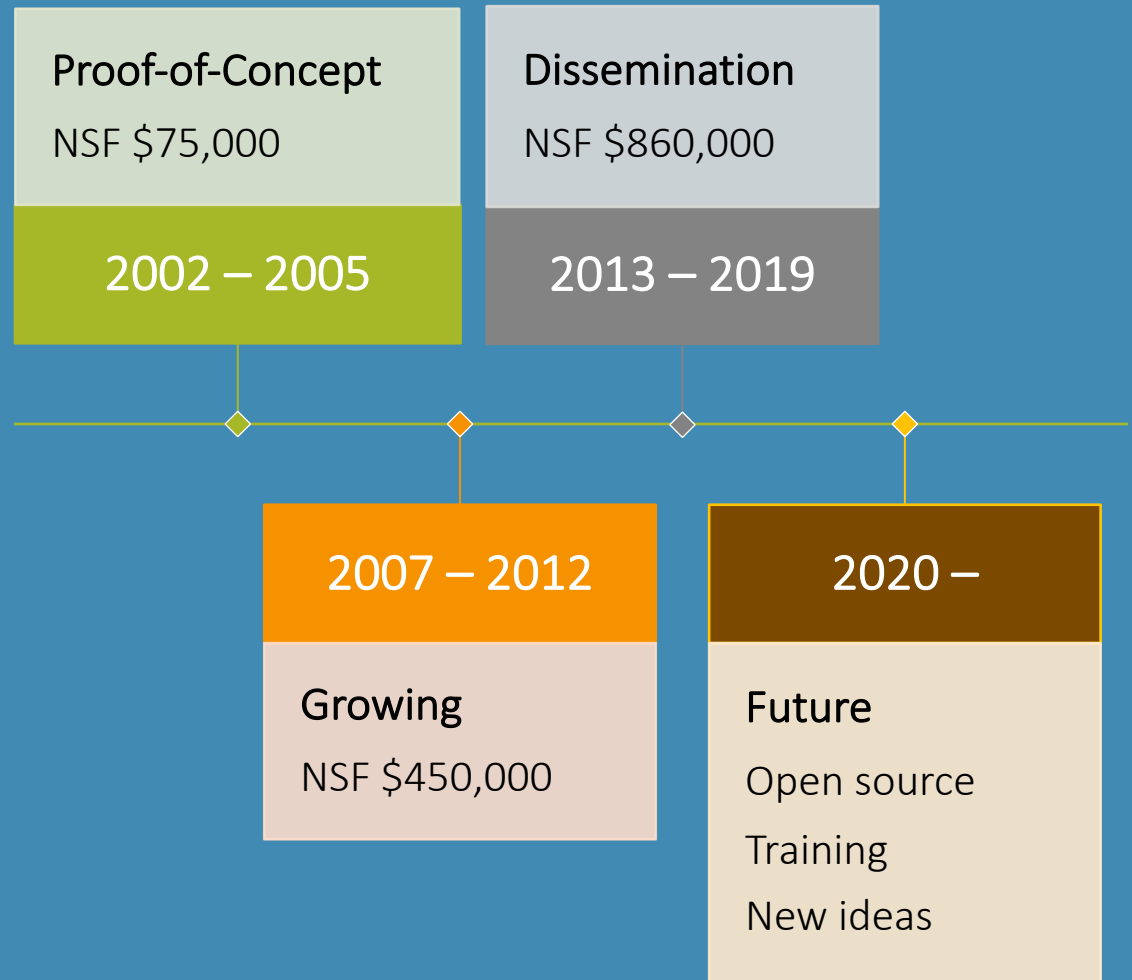 Proof-of-Concept
NSF $75,000
2002 – 2005
Dissemination
NSF $860,000
2013 – 2019
2007 – 2012
Growing
NSF $450,000
2020 –
Future
Open source
Training
New ideas